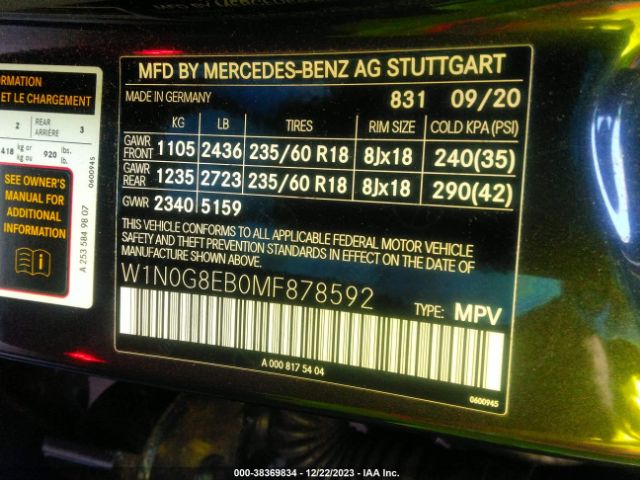 MFD BY MERCEDES-BENZ AG STUTTGART
MADE IN GERMANY 831 09/20
KG LB TIRES RIM SIZE COLD KPA (PSI)
GAWR FRONT 1105 2436 235/60 R18 8Jx18 240(35)
GAWR REAR 1235 2723 235/60 R18 8Jx18 290(42)
GVWR 2340 5159
THIS VEHICLE CONFORMS TO ALL APPLICABLE FEDERAL MOTOR VEHICLE
SAFETY AND THEFT PREVENTION STANDARDS IN EFFECT ON THE DATE OF
MANUFACTURE SHOWN ABOVE.
W1N0G8EB0MF878592
TYPE: MPV
A 000 817 54 04
0600945
ET LE CHARGEMENT
2 REAR ARRIÈRE 3
418 kg or kg ou 920 lbs. lb.
SEE OWNER'S
MANUAL FOR
ADDITIONAL
INFORMATION
A 253 584 98 07
0600945
000-38369834 - 12/22/2023 - IAA Inc.